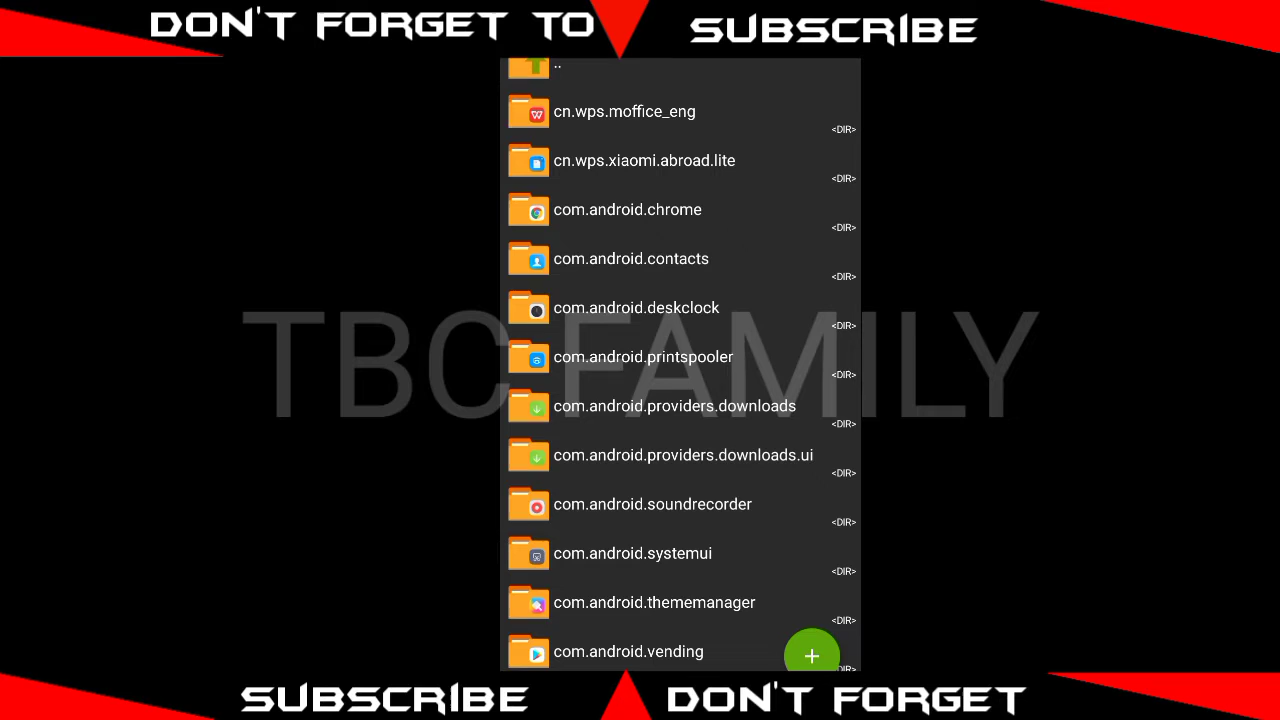 DON'T FORGET TO SUBSCRIBE
..
cn.wps.moffice_eng
<DIR>
cn.wps.xiaomi.abroad.lite
<DIR>
com.android.chrome
<DIR>
com.android.contacts
<DIR>
com.android.deskclock
<DIR>
com.android.printspooler
<DIR>
com.android.providers.downloads
<DIR>
com.android.providers.downloads.ui
<DIR>
com.android.soundrecorder
<DIR>
com.android.systemui
<DIR>
com.android.thememanager
<DIR>
com.android.vending
<DIR>
+
TBC FAMILY
SUBSCRIBE DON'T FORGET